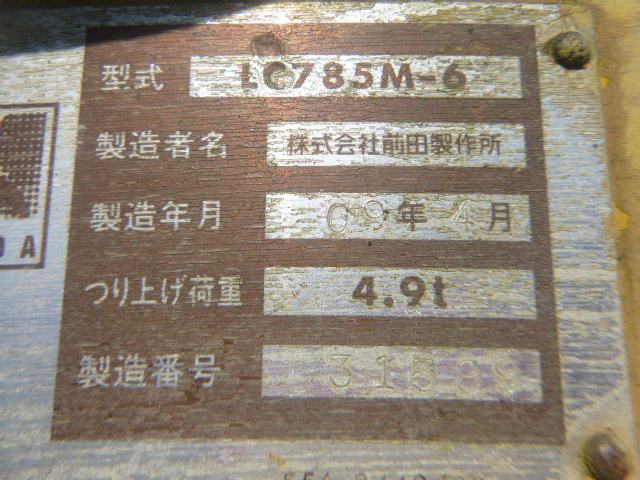 型式 LC785M-6
製造者名 株式会社前田製作所
製造年月 09年 4月
つり上げ荷重 4.9t
製造番号